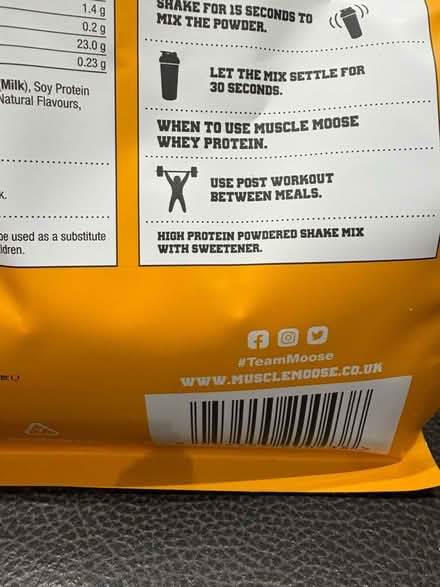 1.4 g
0.2 g
23.0 g
0.23 g
(Milk), Soy Protein
Natural Flavours,
k.
be used as a substitute
SHAKE FOR 15 SECONDS TO
MIX THE POWDER.
LET THE MIX SETTLE FOR
30 SECONDS.
WHEN TO USE MUSCLE MOOSE
WHEY PROTEIN.
USE POST WORKOUT
BETWEEN MEALS.
HIGH PROTEIN POWDERED SHAKE MIX
WITH SWEETENER.
#TeamMoose
WWW.MUSCLEMOOSE.CO.UK